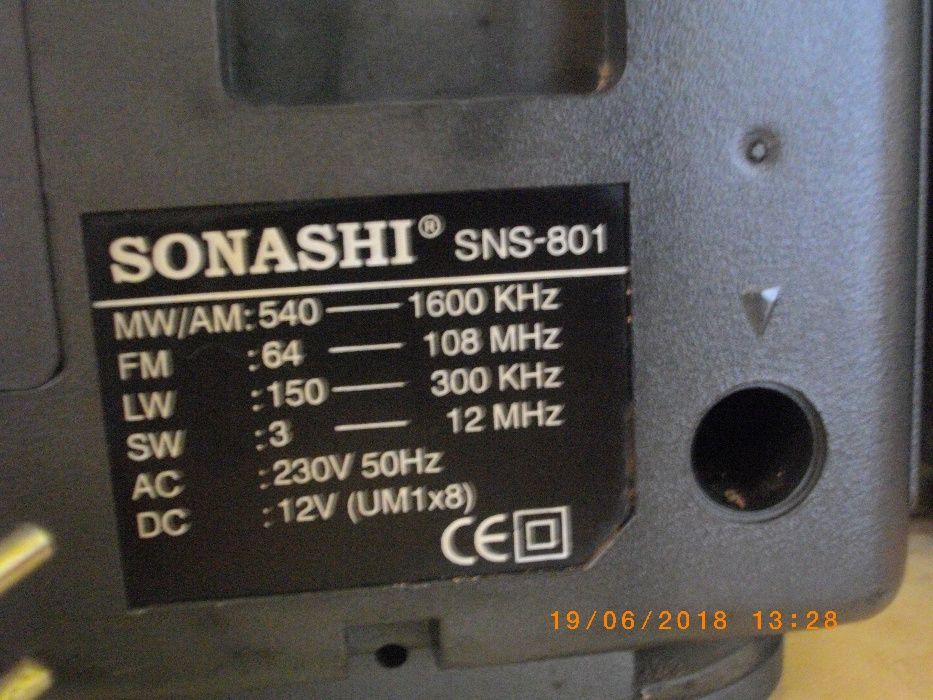 SONASHI® SNS-801
MW/AM: 540 — 1600 KHz
FM : 64 — 108 MHz
LW : 150 — 300 KHz
SW : 3 — 12 MHz
AC : 230V 50Hz
DC : 12V (UM1x8)
CE
19/06/2018 13:28